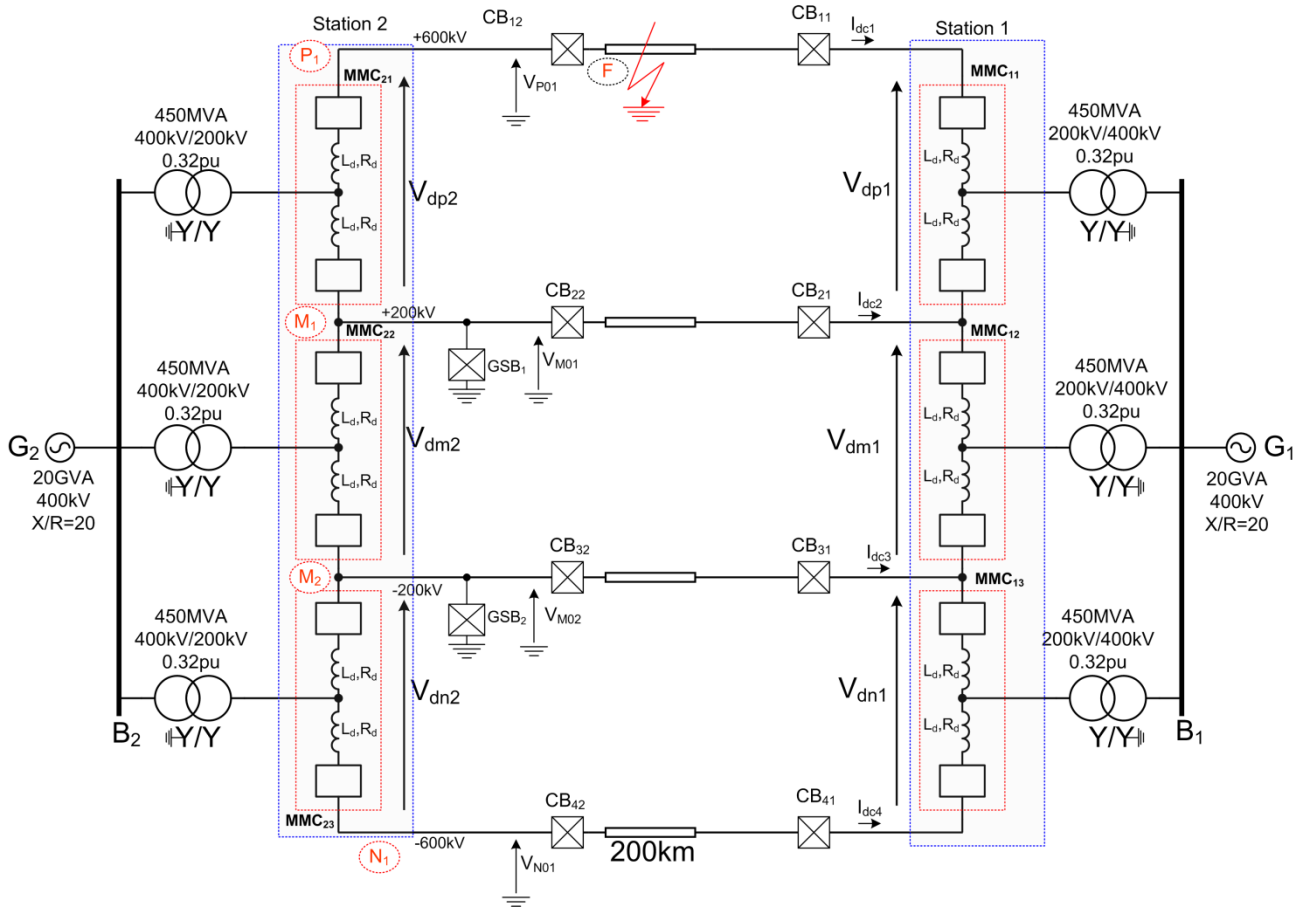 Station 2
CB12
CB11
Idc1
Station 1
P1
+600kV
MMC21
F
VP01
MMC11
450MVA
400kV/200kV
0.32pu
Y/Y
Ld,Rd
Ld,Rd
Vdp2
Vdp1
Ld,Rd
Ld,Rd
450MVA
200kV/400kV
0.32pu
Y/Y
M1
+200kV
MMC22
CB22
CB21
Idc2
MMC12
GSB1
VM01
450MVA
400kV/200kV
0.32pu
Y/Y
Ld,Rd
Ld,Rd
Vdm2
Vdm1
Ld,Rd
Ld,Rd
450MVA
200kV/400kV
0.32pu
Y/Y
G2
20GVA
400kV
X/R=20
G1
20GVA
400kV
X/R=20
M2
-200kV
CB32
CB31
Idc3
MMC13
GSB2
VM02
450MVA
400kV/200kV
0.32pu
Y/Y
Ld,Rd
Ld,Rd
Vdn2
Vdn1
Ld,Rd
Ld,Rd
450MVA
200kV/400kV
0.32pu
Y/Y
B2
B1
MMC23
-600kV
CB42
CB41
Idc4
N1
VN01
200km